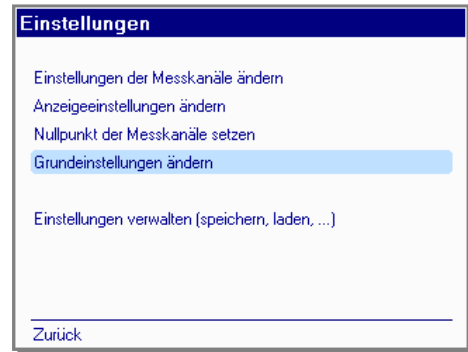 Einstellungen
Einstellungen der Messkanäle ändern
Anzeigeeinstellungen ändern
Nullpunkt der Messkanäle setzen
Grundeinstellungen ändern
Einstellungen verwalten (speichern, laden, ...)
Zurück